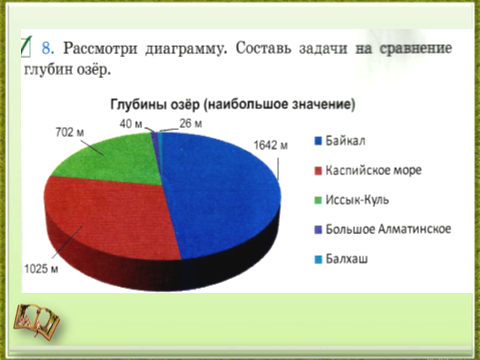 8. Рассмотри диаграмму. Составь задачи на сравнение
глубин озёр.
Глубины озёр (наибольшое значение)
40 м
26 м
702 м
1642 м
1025 м
Байкал
Каспийское море
Иссык-Куль
Большое Алматинское
Балхаш